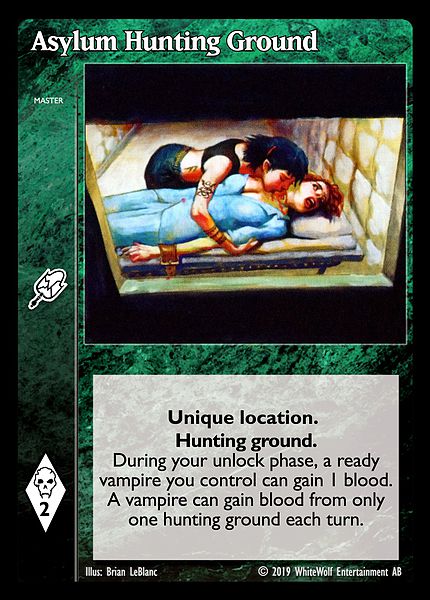 Asylum Hunting Ground
MASTER
Unique location.
Hunting ground.
During your unlock phase, a ready
vampire you control can gain 1 blood.
A vampire can gain blood from only
one hunting ground each turn.
2
Illus: Brian LeBlanc © 2019 WhiteWolf Entertainment AB